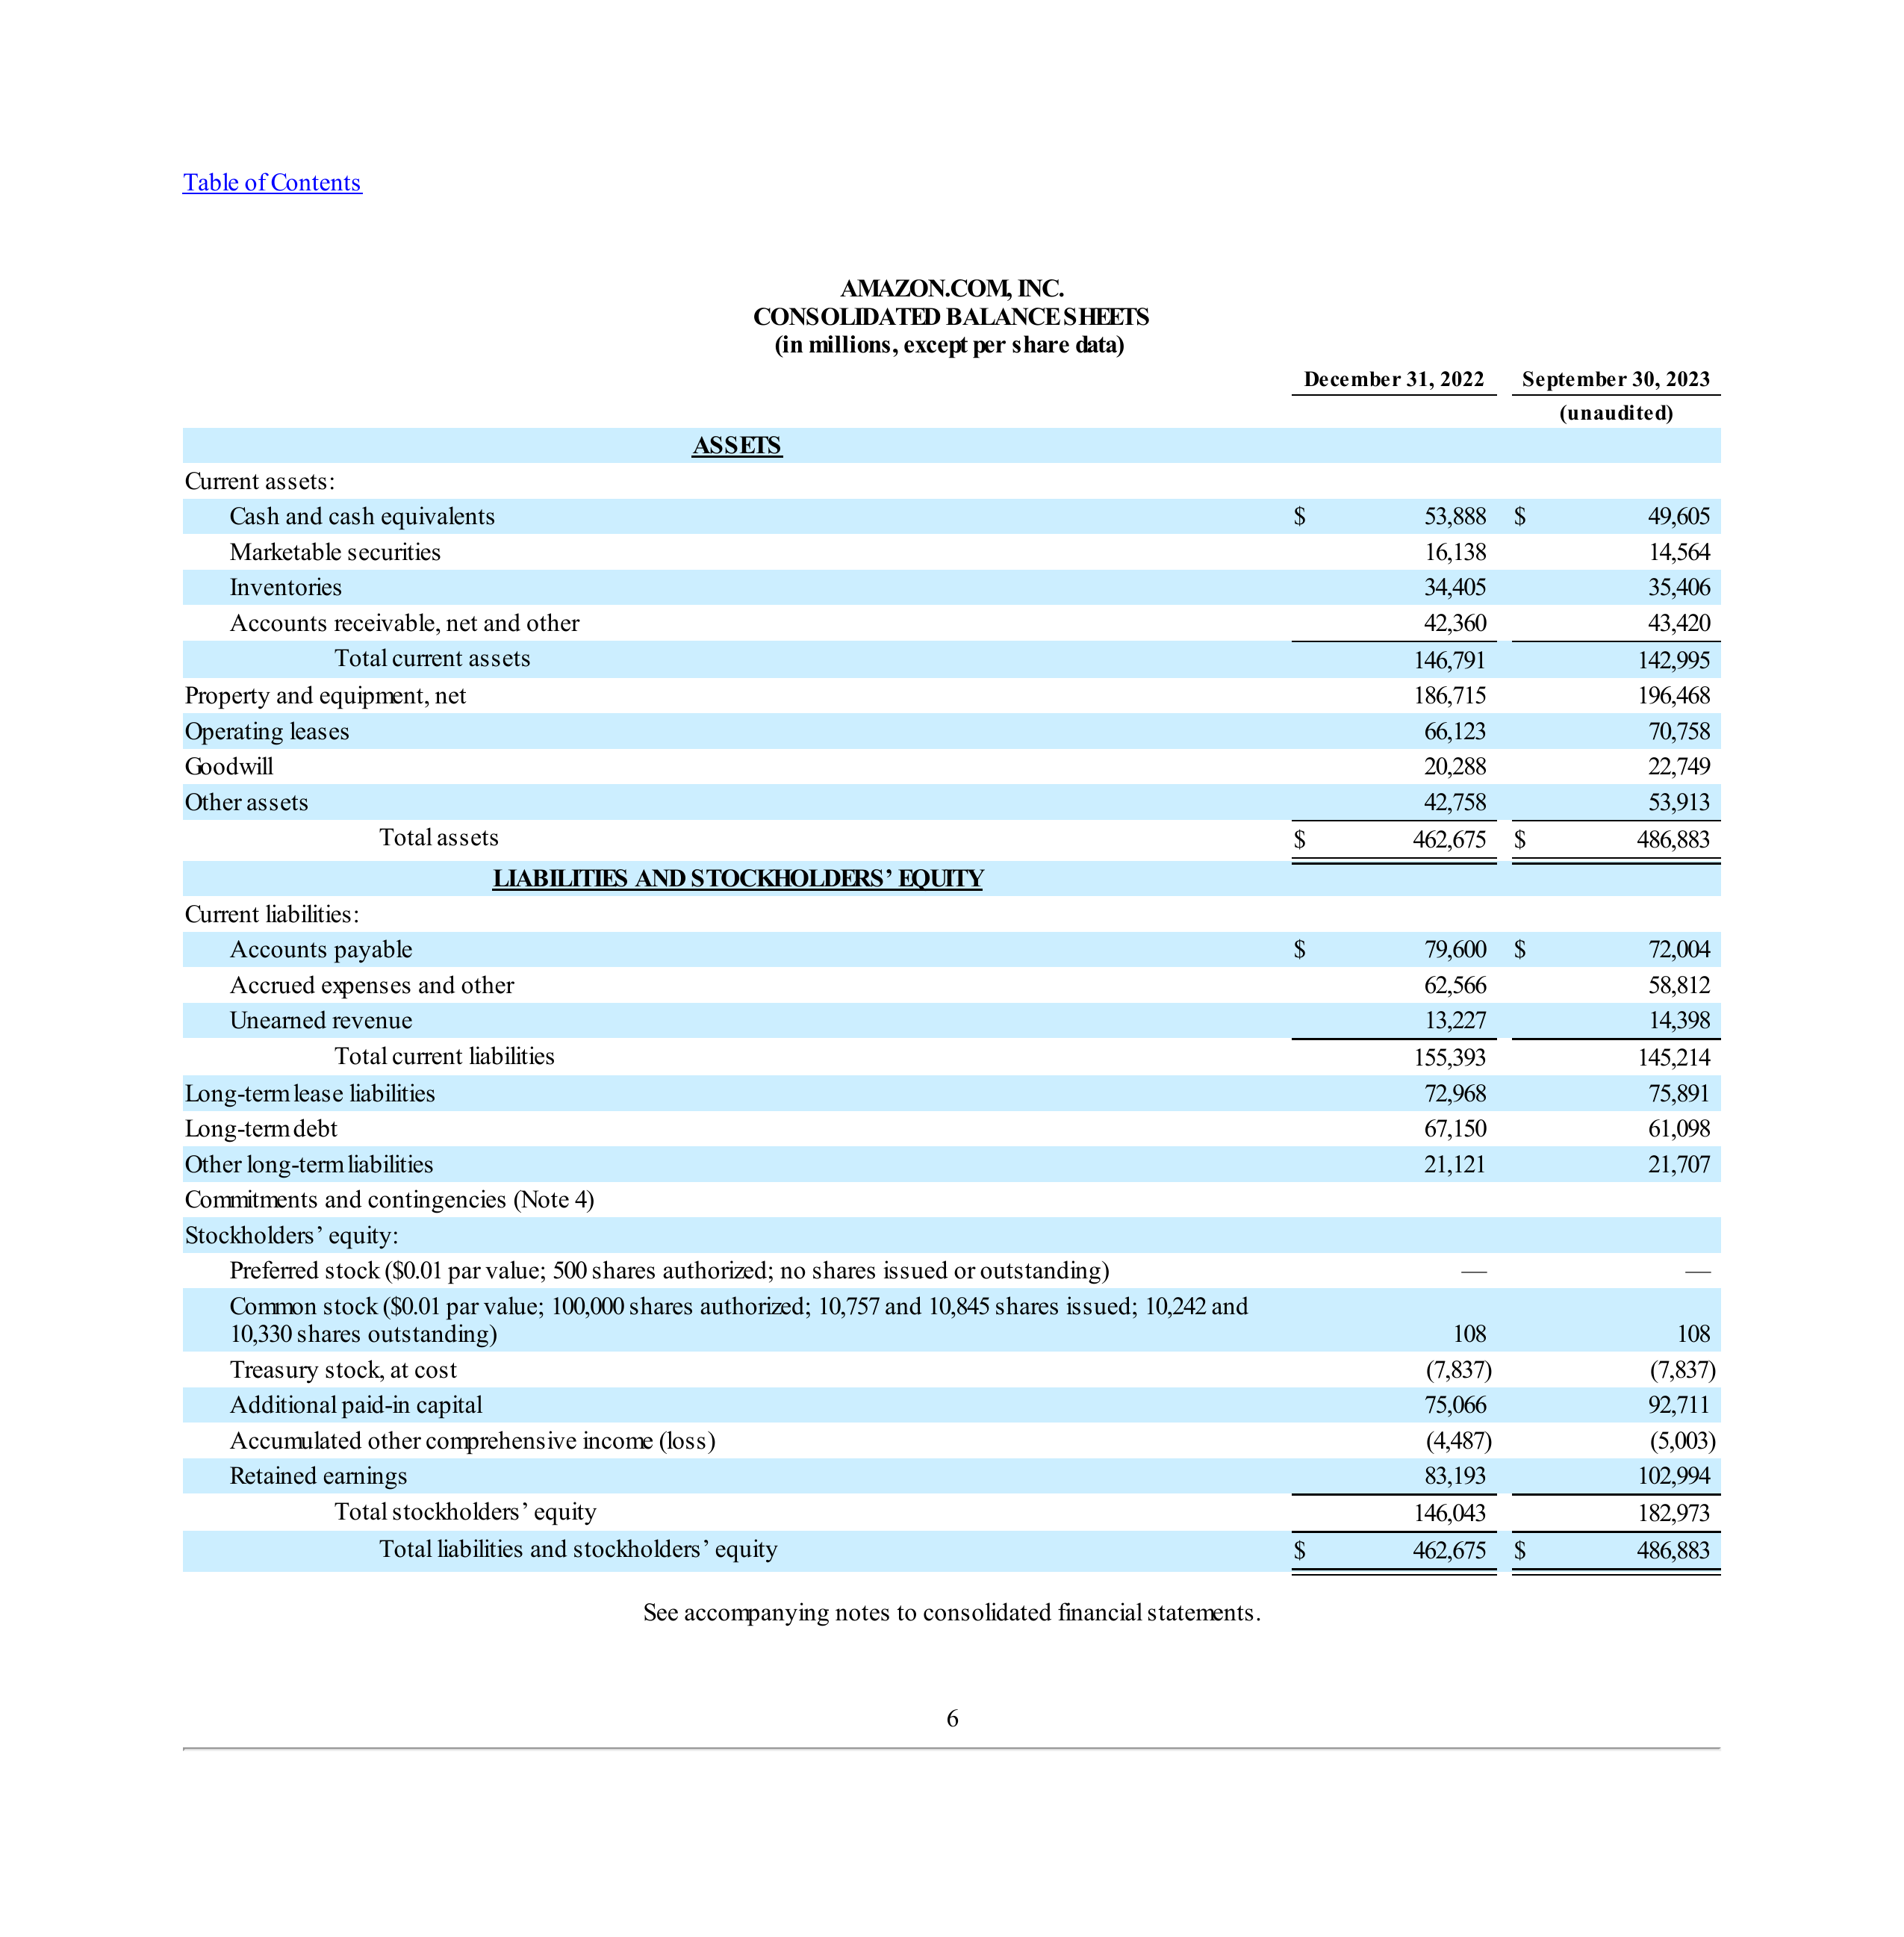 Table of Contents
AMAZON.COM, INC.
CONSOLIDATED BALANCE SHEETS
(in millions, except per share data)
December 31, 2022 September 30, 2023
(unaudited)
ASSETS
Current assets:
Cash and cash equivalents $ 53,888 $ 49,605
Marketable securities 16,138 14,564
Inventories 34,405 35,406
Accounts receivable, net and other 42,360 43,420
Total current assets 146,791 142,995
Property and equipment, net 186,715 196,468
Operating leases 66,123 70,758
Goodwill 20,288 22,749
Other assets 42,758 53,913
Total assets $ 462,675 $ 486,883
LIABILITIES AND STOCKHOLDERS’ EQUITY
Current liabilities:
Accounts payable $ 79,600 $ 72,004
Accrued expenses and other 62,566 58,812
Unearned revenue 13,227 14,398
Total current liabilities 155,393 145,214
Long-term lease liabilities 72,968 75,891
Long-term debt 67,150 61,098
Other long-term liabilities 21,121 21,707
Commitments and contingencies (Note 4)
Stockholders’ equity:
Preferred stock ($0.01 par value; 500 shares authorized; no shares issued or outstanding) — —
Common stock ($0.01 par value; 100,000 shares authorized; 10,757 and 10,845 shares issued; 10,242 and
10,330 shares outstanding) 108 108
Treasury stock, at cost (7,837) (7,837)
Additional paid-in capital 75,066 92,711
Accumulated other comprehensive income (loss) (4,487) (5,003)
Retained earnings 83,193 102,994
Total stockholders’ equity 146,043 182,973
Total liabilities and stockholders’ equity $ 462,675 $ 486,883
See accompanying notes to consolidated financial statements.
6